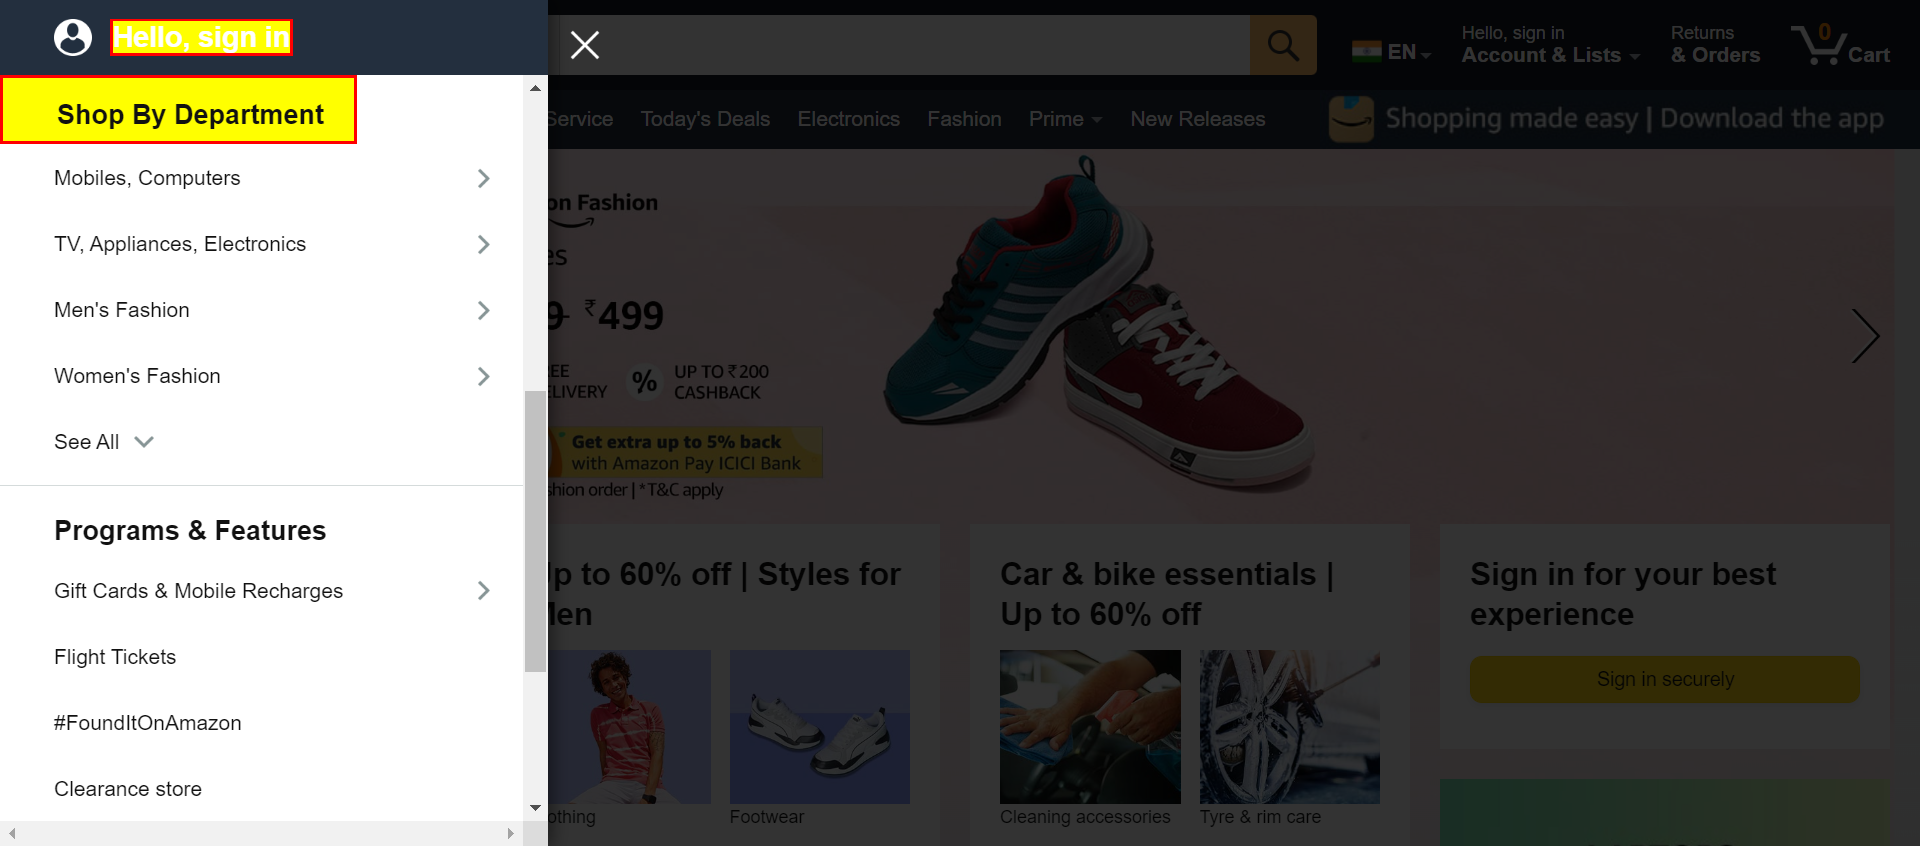 Hello, sign in
Shop By Department
Mobiles, Computers
TV, Appliances, Electronics
Men's Fashion
Women's Fashion
See All
Programs & Features
Gift Cards & Mobile Recharges
Flight Tickets
#FoundItOnAmazon
Clearance store
EN
Hello, sign in
Account & Lists
Returns
& Orders
0
Cart
Service
Today's Deals
Electronics
Fashion
Prime
New Releases
Shopping made easy | Download the app
on Fashion
es
9 ₹499
REE
ELIVERY
%
UP TO ₹200
CASHBACK
Get extra up to 5% back
with Amazon Pay ICICI Bank
shion order | *T&C apply
Up to 60% off | Styles for
Men
othing
Footwear
Car & bike essentials |
Up to 60% off
Cleaning accessories
Tyre & rim care
Sign in for your best
experience
Sign in securely